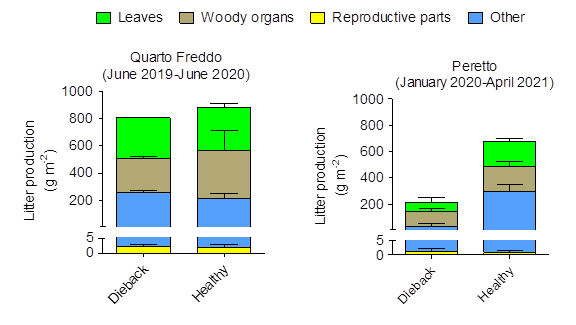 Leaves Woody organs Reproductive parts Other
Quarto Freddo
(June 2019-June 2020)
Litter production
(g m-2)
1000
800
600
400
200
5
0
Dieback
Healthy
Peretto
(January 2020-April 2021)
Litter production
(g m-2)
1000
800
600
400
200
5
0
Dieback
Healthy